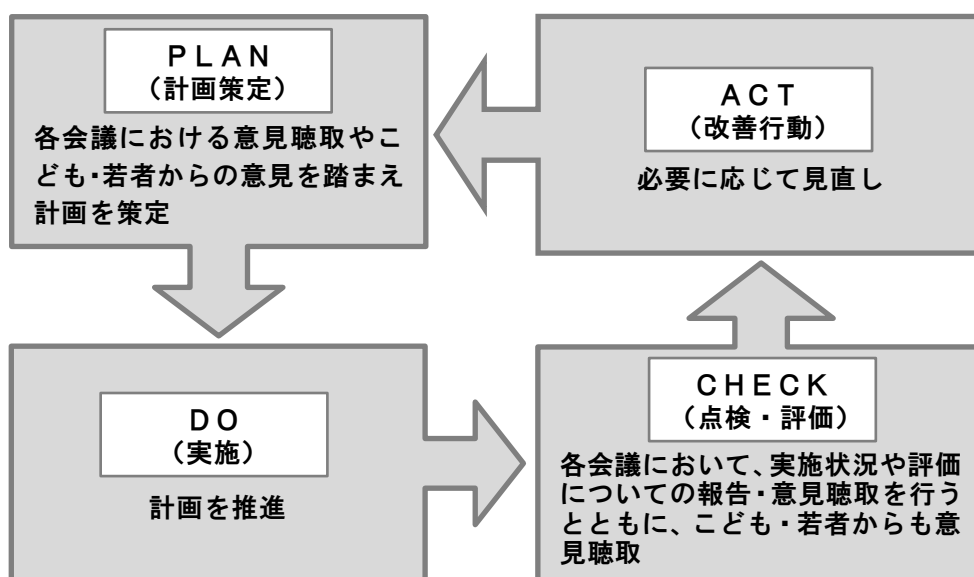 PLAN
(計画策定)
各会議における意見聴取やこ
ども・若者からの意見を踏まえ
計画を策定
ACT
(改善行動)
必要に応じて見直し
DO
(実施)
計画を推進
CHECK
(点検・評価)
各会議において、実施状況や評価
についての報告・意見聴取を行う
とともに、こども・若者からも意
見聴取